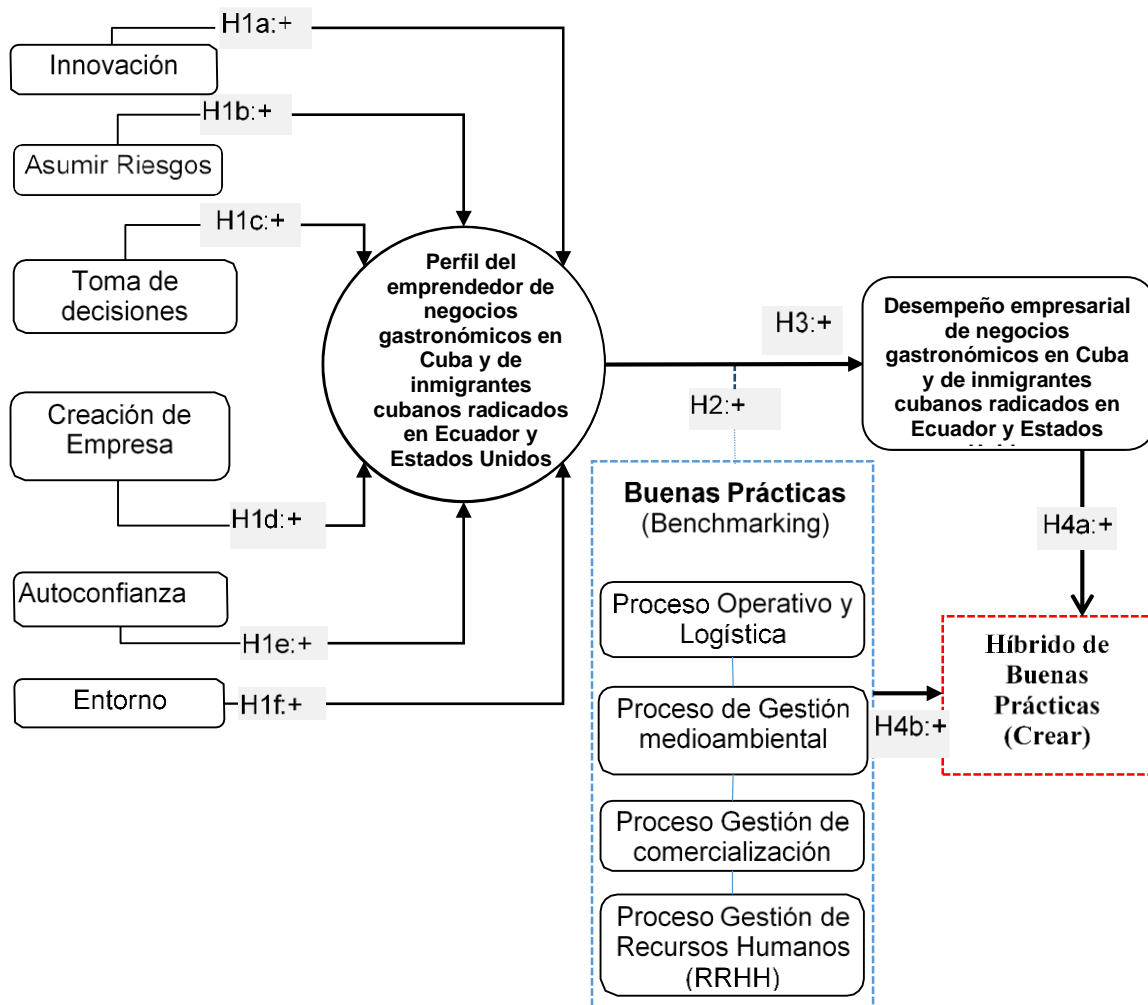 H1a:+
Innovación
H1b:+
Asumir Riesgos
H1c:+
Toma de
decisiones
Creación de
Empresa
H1d:+
Autoconfianza
H1e:+
Entorno
H1f:+
Perfil del
emprendedor de
negocios
gastronómicos en
Cuba y de
inmigrantes
cubanos radicados
en Ecuador y
Estados Unidos
H3:+
H2:+
Desempeño empresarial
de negocios
gastronómicos en Cuba
y de inmigrantes
cubanos radicados en
Ecuador y Estados
H4a:+
Buenas Prácticas
(Benchmarking)
Proceso Operativo y
Logística
Proceso de Gestión
medioambiental
Proceso Gestión de
comercialización
Proceso Gestión de
Recursos Humanos
(RRHH)
H4b:+
Híbrido de
Buenas
Prácticas
(Crear)